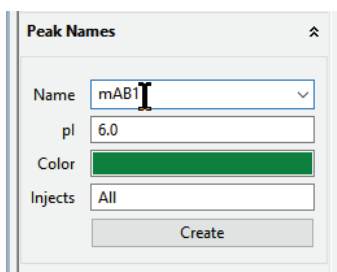 Peak Names
Name mAB1
pI 6.0
Color
Injects All
Create